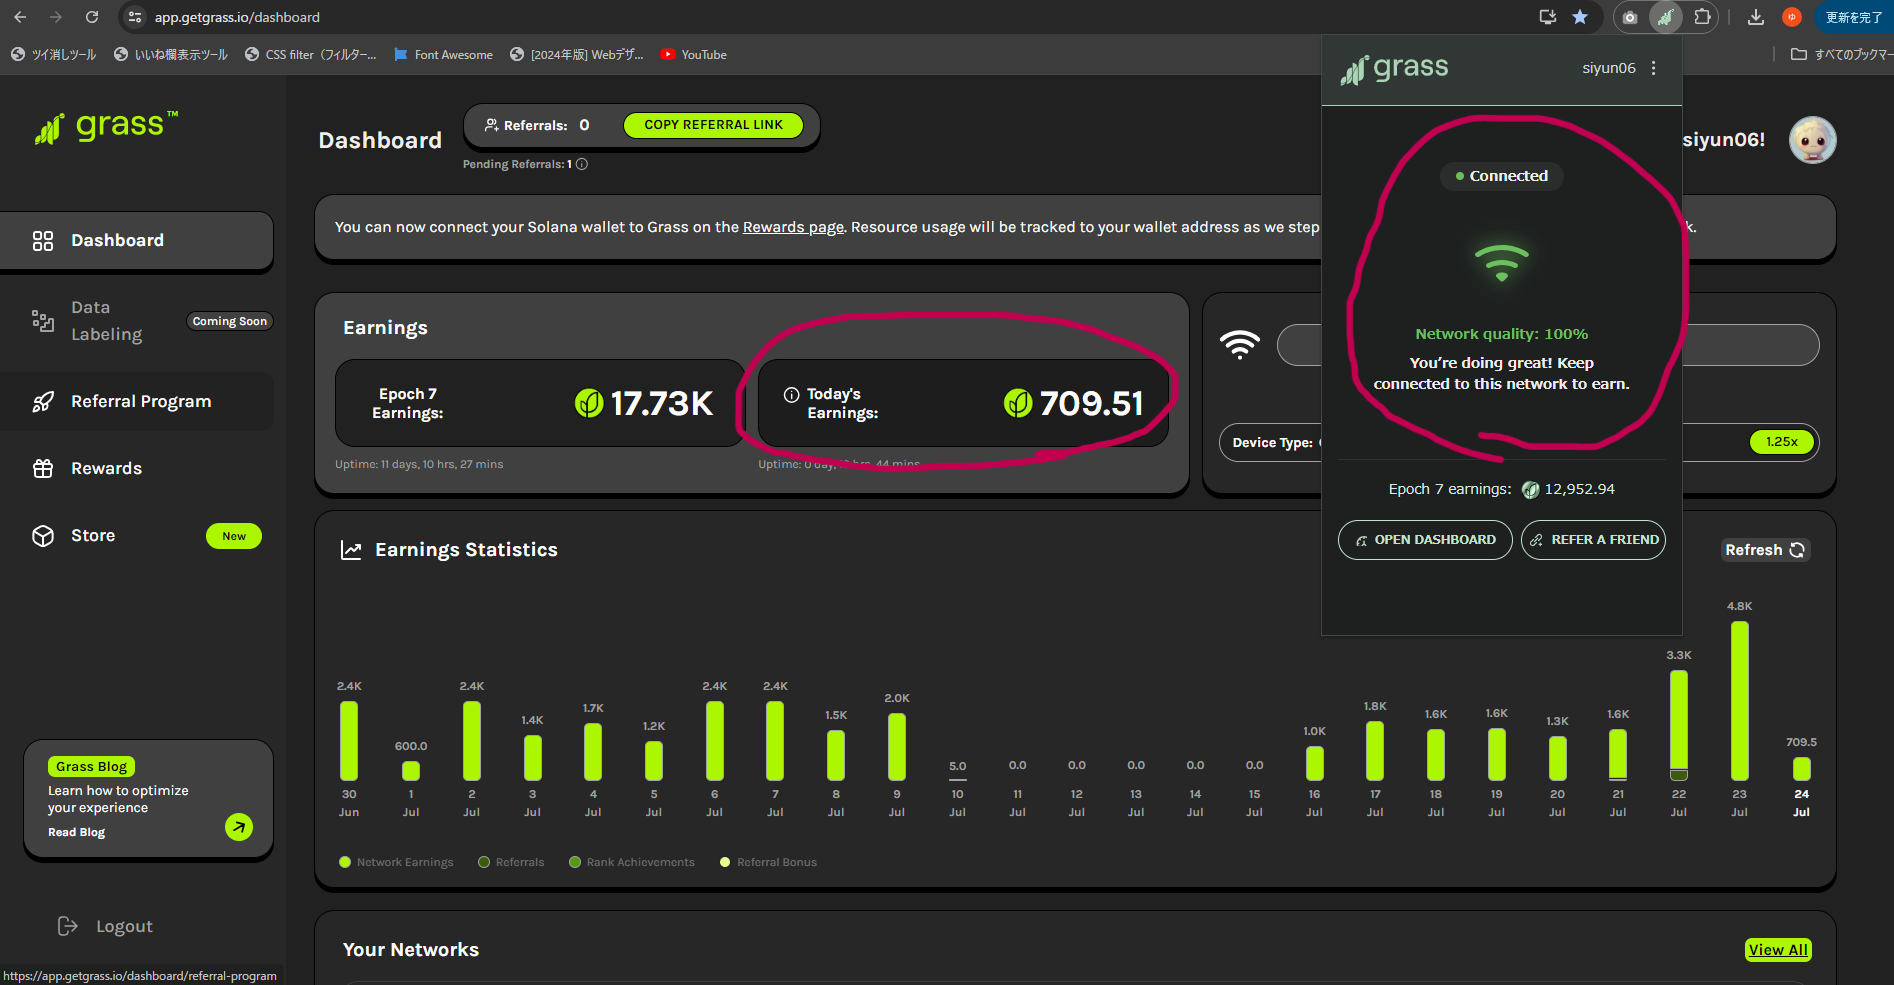 app.getgrass.io/dashboard
更新を完了
ツイ消しツール
いいね欄表示ツール
CSS filter（フィルター...
Font Awesome
[2024年版] Webデザ...
YouTube
すべてのブックマー
grass™
Dashboard
Data Labeling
Coming Soon
Referral Program
Rewards
Store
New
Grass Blog
Learn how to optimize
your experience
Read Blog
Logout
https://app.getgrass.io/dashboard/referral-program
Dashboard
Referrals: 0
COPY REFERRAL LINK
Pending Referrals: 1
siyun06!
You can now connect your Solana wallet to Grass on the Rewards page. Resource usage will be tracked to your wallet address as we step
k.
Earnings
Epoch 7
Earnings:
17.73K
Uptime: 11 days, 10 hrs, 27 mins
Today's
Earnings:
709.51
Uptime: 0 day, hrs, 44 mins
Device Type:
1.25x
grass
siyun06
Connected
Network quality: 100%
You're doing great! Keep
connected to this network to earn.
Epoch 7 earnings: 12,952.94
OPEN DASHBOARD
REFER A FRIEND
Earnings Statistics
Refresh
2.4K 600.0 2.4K 1.4K 1.7K 1.2K 2.4K 2.4K 1.5K 2.0K 5.0 0.0 0.0 0.0 0.0 0.0 1.0K 1.8K 1.6K 1.6K 1.3K 1.6K 3.3K 4.8K 709.5
30 1 2 3 4 5 6 7 8 9 10 11 12 13 14 15 16 17 18 19 20 21 22 23 24
Jun Jul Jul Jul Jul Jul Jul Jul Jul Jul Jul Jul Jul Jul Jul Jul Jul Jul Jul Jul Jul Jul Jul Jul Jul
Network Earnings
Referrals
Rank Achievements
Referral Bonus
Your Networks
View All